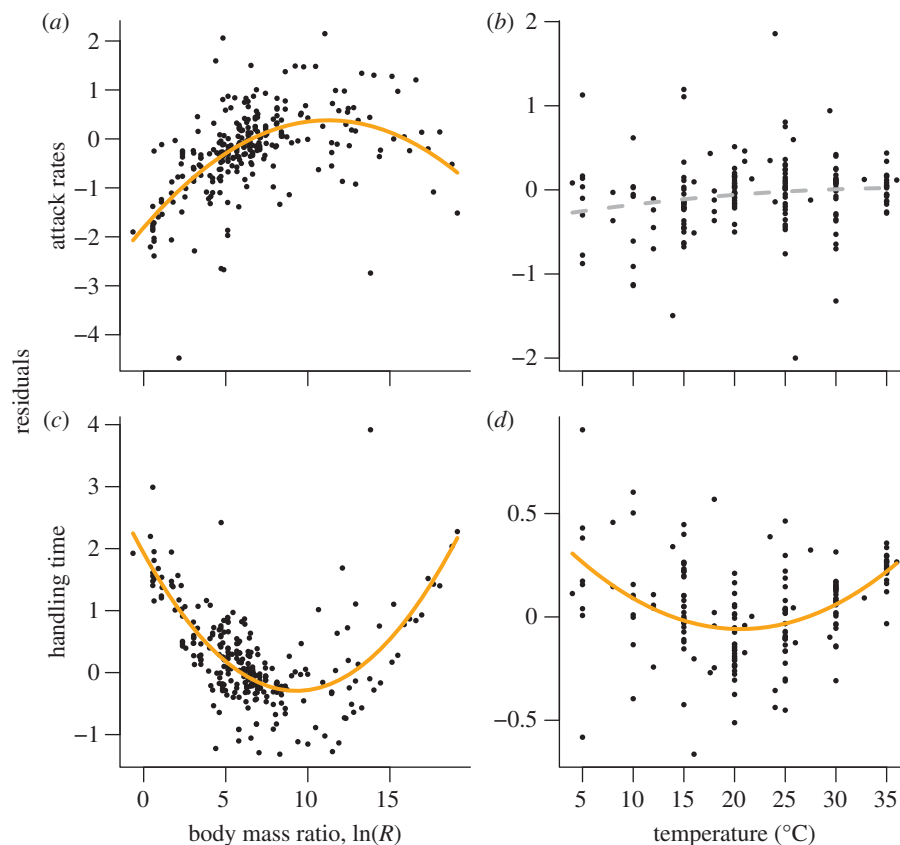 (a)
(b)
2
1
0
−1
−2
−3
−4
attack rates
2
1
0
−1
−2
residuals
(c)
(d)
4
3
2
1
0
−1
handling time
0.5
0
−0.5
0 5 10 15
5 10 15 20 25 30 35
body mass ratio, ln(R)
temperature (°C)